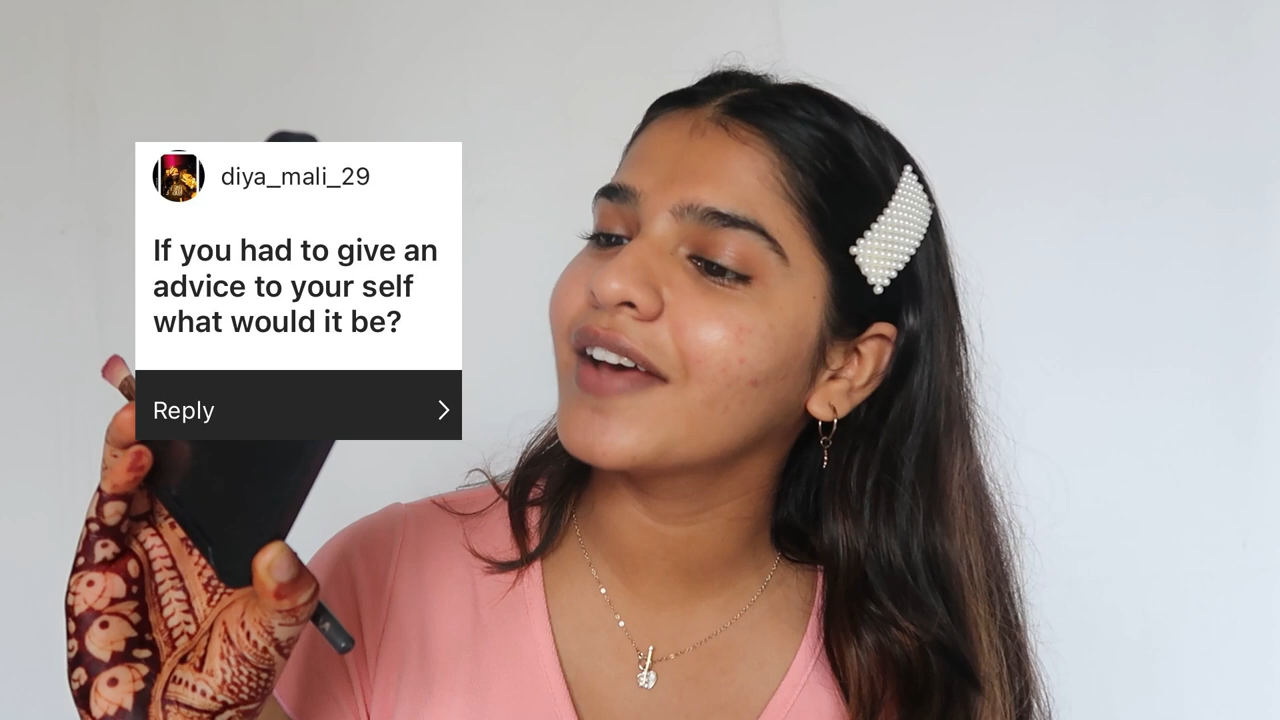 diya_mali_29
If you had to give an
advice to your self
what would it be?
Reply